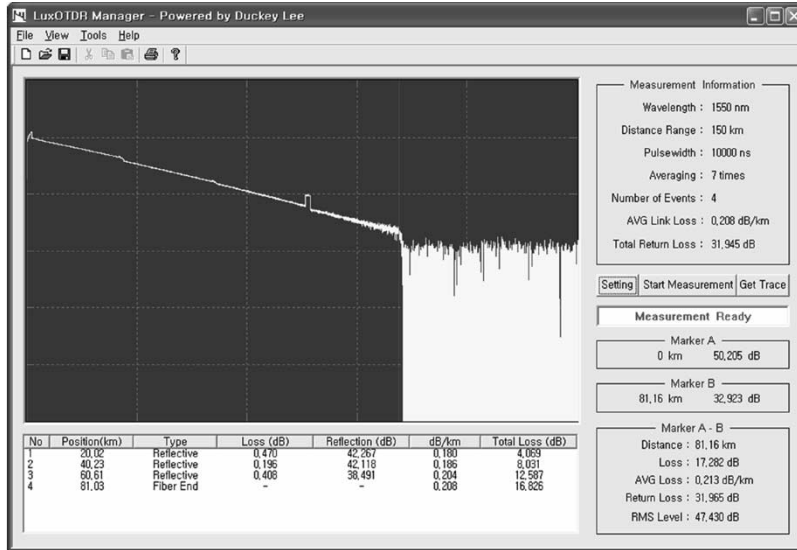 LuxOTDR Manager - Powered by Duckey Lee
File View Tools Help
Measurement Information
Wavelength : 1550 nm
Distance Range : 150 km
Pulsewidth : 10000 ns
Averaging : 7 times
Number of Events : 4
AVG Link Loss : 0,208 dB/km
Total Return Loss : 31,945 dB
Setting Start Measurement Get Trace
Measurement Ready
Marker A
0 km 50,205 dB
Marker B
81,16 km 32,923 dB
Marker A - B
Distance : 81,16 km
Loss : 17,282 dB
AVG Loss : 0,213 dB/km
Return Loss : 31,965 dB
RMS Level : 47,430 dB
No Position(km) Type Loss (dB) Reflection (dB) dB/km Total Loss (dB)
1 20,02 Reflective 0,470 42,267 0,180 4,069
2 40,23 Reflective 0,196 42,118 0,186 8,031
3 60,61 Reflective 0,408 38,491 0,204 12,587
4 81,03 Fiber End - - 0,208 16,826